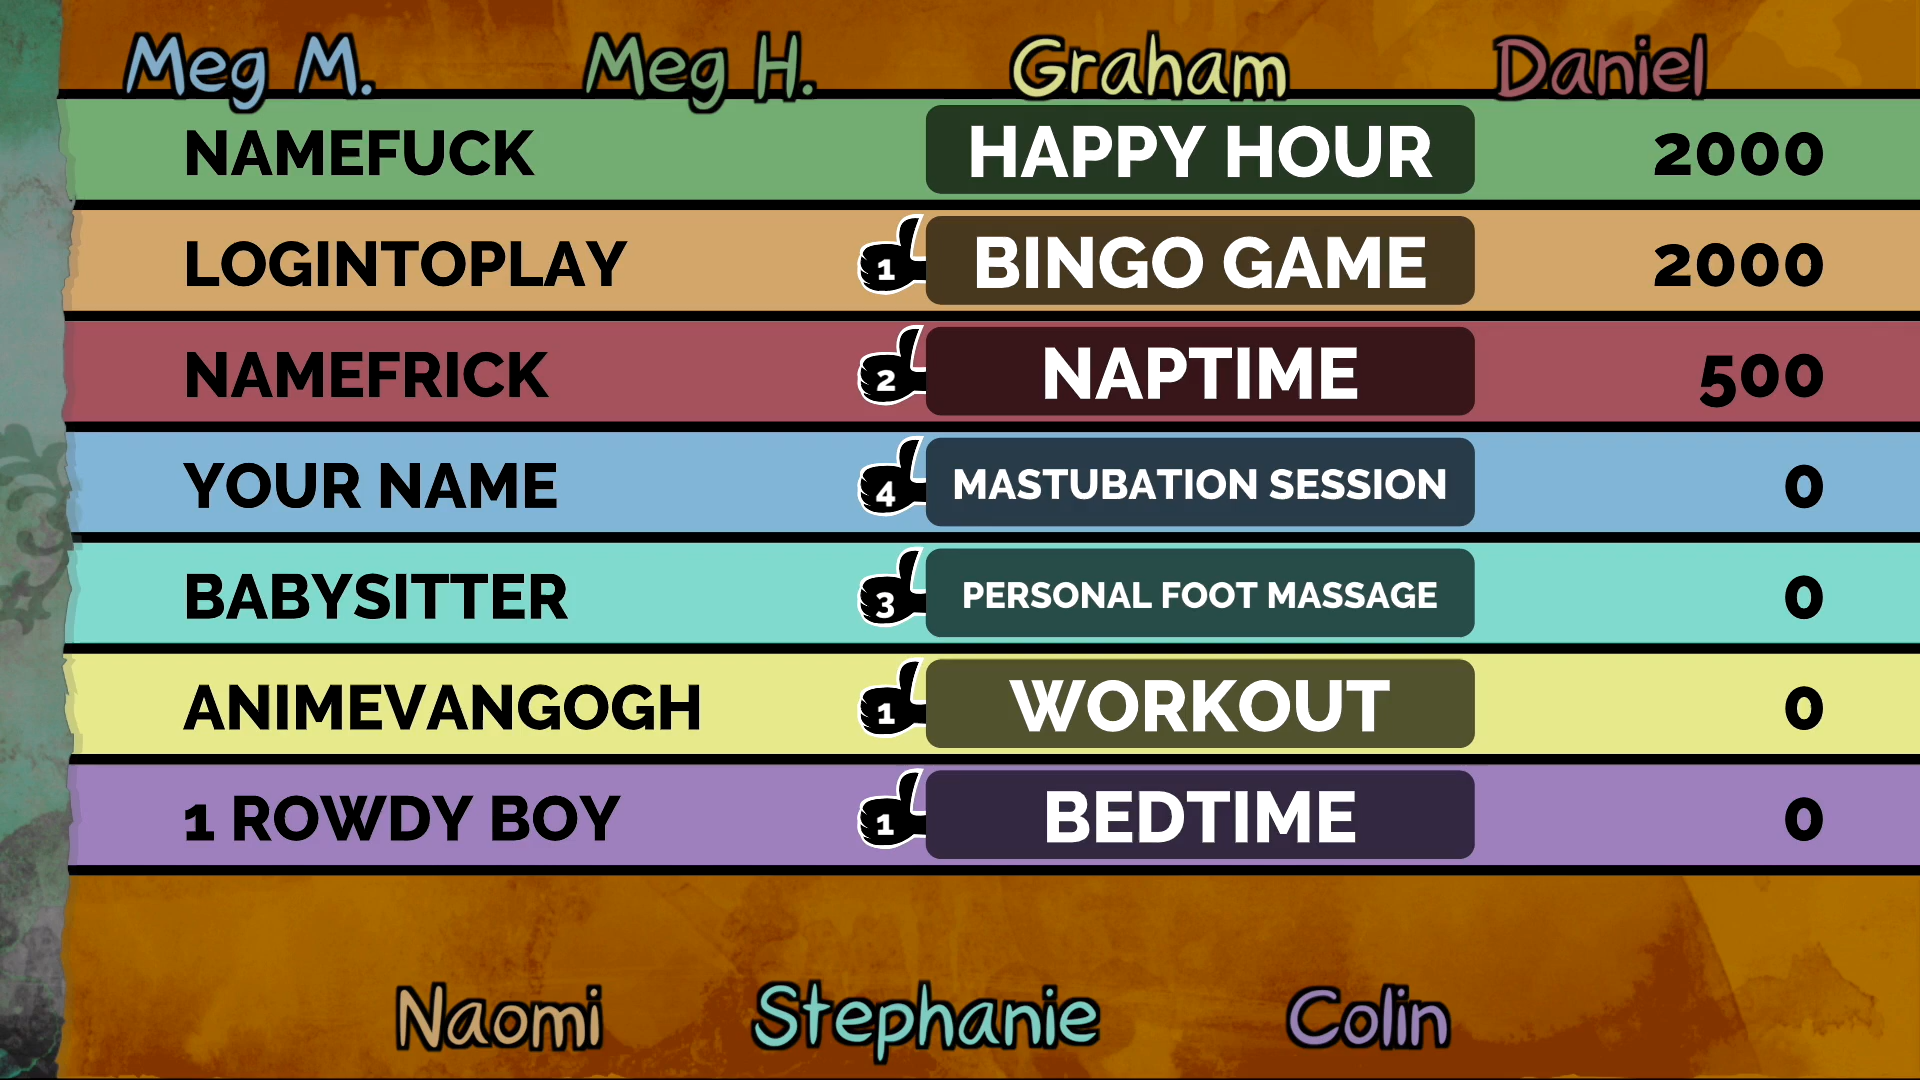 Meg M. Meg H. Graham Daniel
NAMEFUCK HAPPY HOUR 2000
LOGINTOPLAY 1 BINGO GAME 2000
NAMEFRICK 2 NAPTIME 500
YOUR NAME 4 MASTUBATION SESSION 0
BABYSITTER 3 PERSONAL FOOT MASSAGE 0
ANIMEVANGOGH 1 WORKOUT 0
1 ROWDY BOY 1 BEDTIME 0
Naomi Stephanie Colin